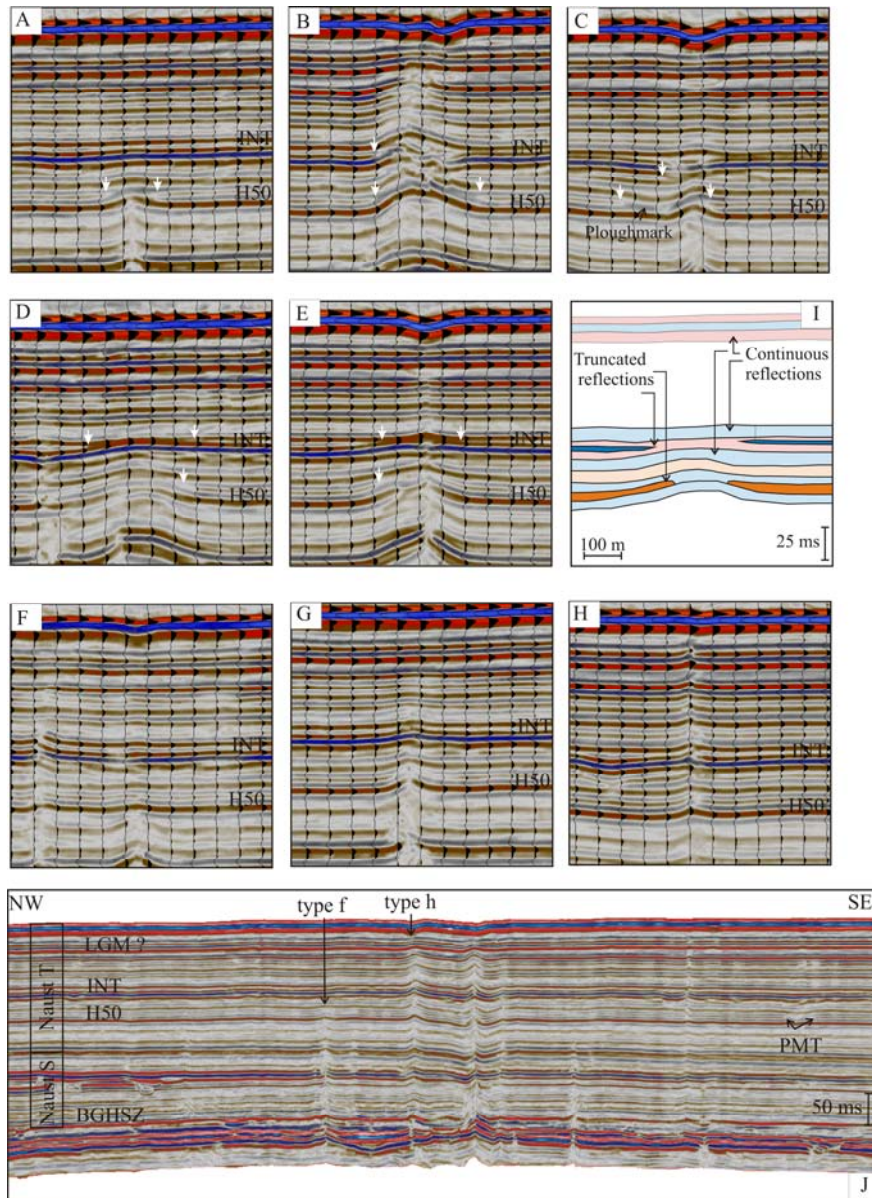 A
INT
H50
B
INT
H50
C
INT
H50
Ploughmark
D
INT
H50
E
INT
H50
I
Truncated
reflections
Continuous
reflections
100 m
25 ms
F
INT
H50
G
INT
H50
H
INT
H50
NW
type f
type h
SE
Naust T
LGM ?
INT
H50
PMT
Naust S
BGHSZ
50 ms
J